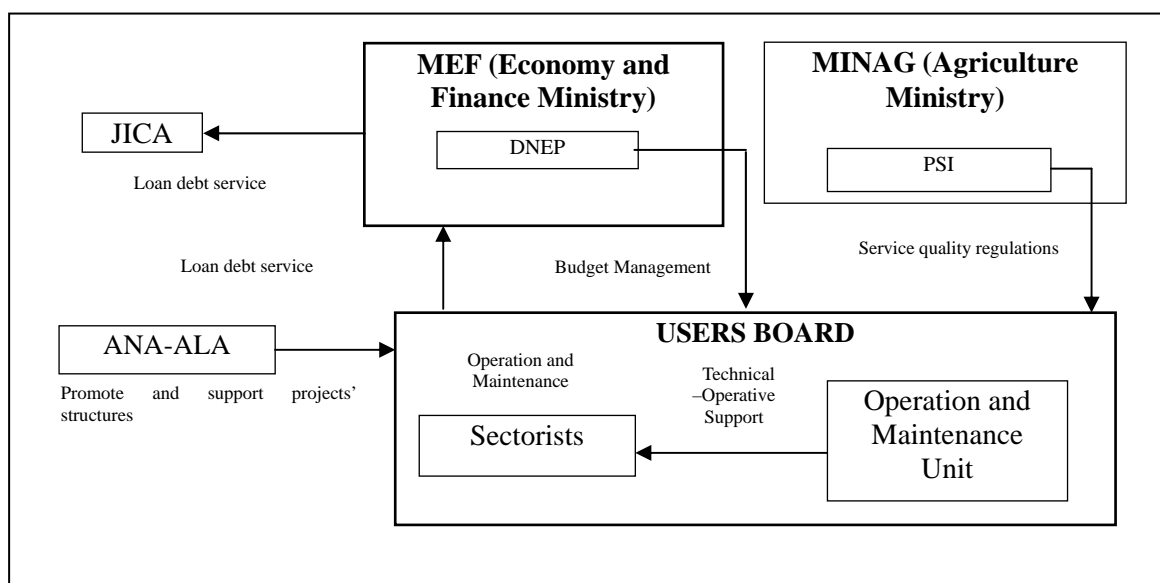 MEF (Economy and
Finance Ministry)
MINAG (Agriculture
Ministry)
JICA
DNEP
PSI
Loan debt service
Service quality regulations
Loan debt service
Budget Management
ANA-ALA
Promote and support projects’
structures
USERS BOARD
Operation and
Maintenance
Technical
–Operative
Support
Sectorists
Operation and
Maintenance
Unit